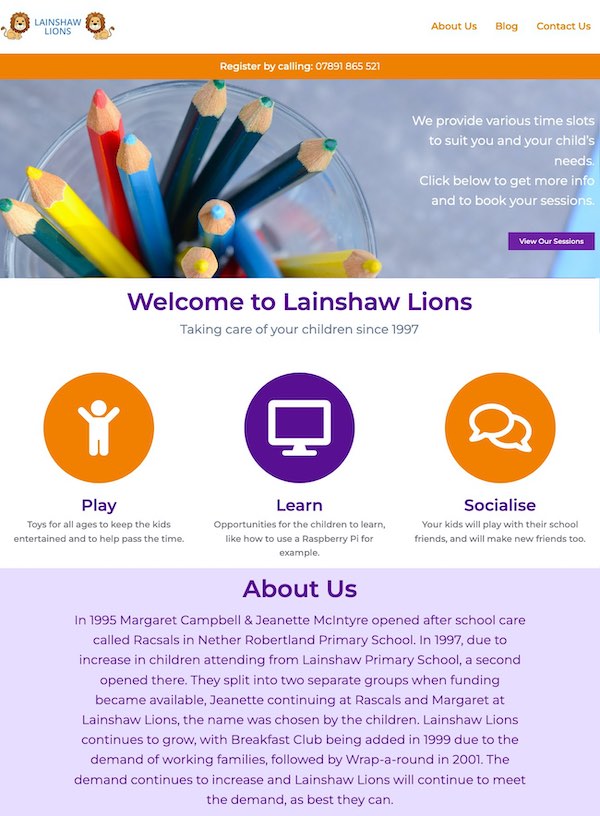 LAINSHAW
LIONS
About Us Blog Contact Us
Register by calling: 07891 865 521
We provide various time slots
to suit you and your child's
needs.
Click below to get more info
and to book your sessions.
View Our Sessions
Welcome to Lainshaw Lions
Taking care of your children since 1997
Play
Toys for all ages to keep the kids
entertained and to help pass the time.
Learn
Opportunities for the children to learn,
like how to use a Raspberry Pi for
example.
Socialise
Your kids will play with their school
friends, and will make new friends too.
About Us
In 1995 Margaret Campbell & Jeanette McIntyre opened after school care
called Racsals in Nether Robertland Primary School. In 1997, due to
increase in children attending from Lainshaw Primary School, a second
opened there. They split into two separate groups when funding
became available, Jeanette continuing at Rascals and Margaret at
Lainshaw Lions, the name was chosen by the children. Lainshaw Lions
continues to grow, with Breakfast Club being added in 1999 due to the
demand of working families, followed by Wrap-a-round in 2001. The
demand continues to increase and Lainshaw Lions will continue to meet
the demand, as best they can.